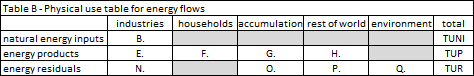 Table B - Physical use table for energy flows
industries households accumulation rest of world environment total
natural energy inputs B. TUNI
energy products E. F. G. H. TUP
energy residuals N. O. P. Q. TUR